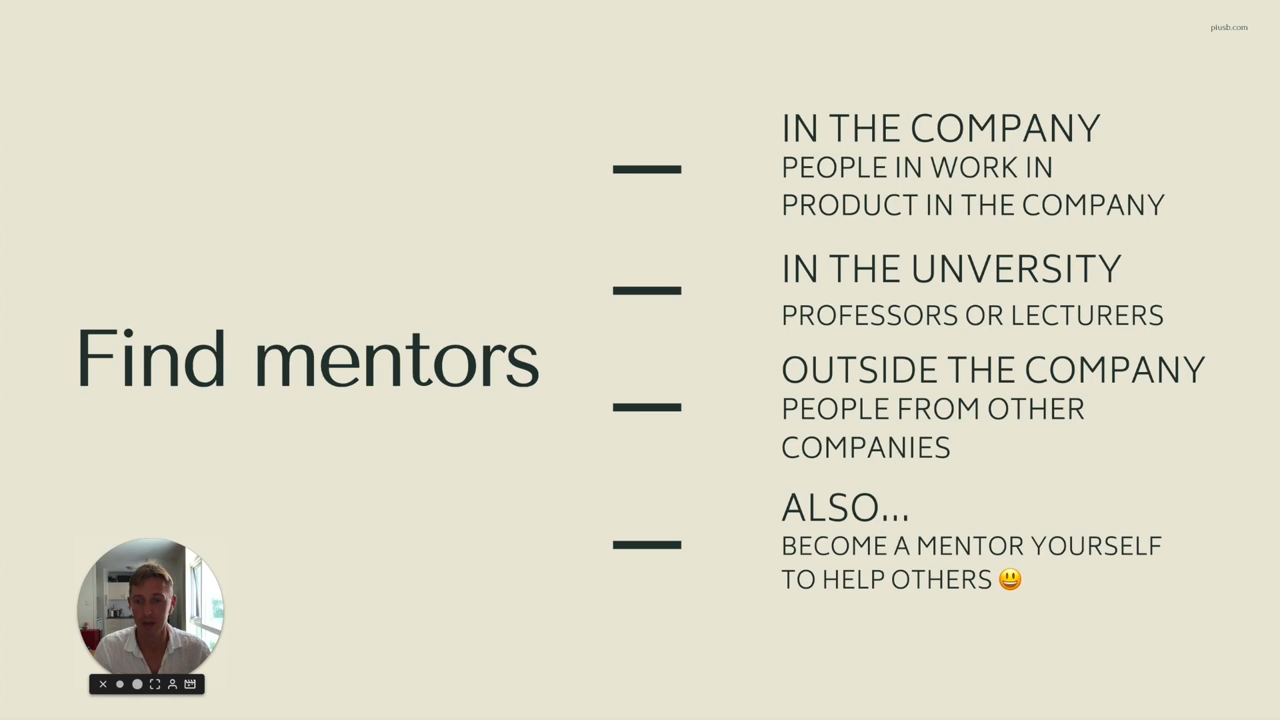 piusb.com
Find mentors
IN THE COMPANY
PEOPLE IN WORK IN
PRODUCT IN THE COMPANY
IN THE UNVERSITY
PROFESSORS OR LECTURERS
OUTSIDE THE COMPANY
PEOPLE FROM OTHER
COMPANIES
ALSO...
BECOME A MENTOR YOURSELF
TO HELP OTHERS 😃